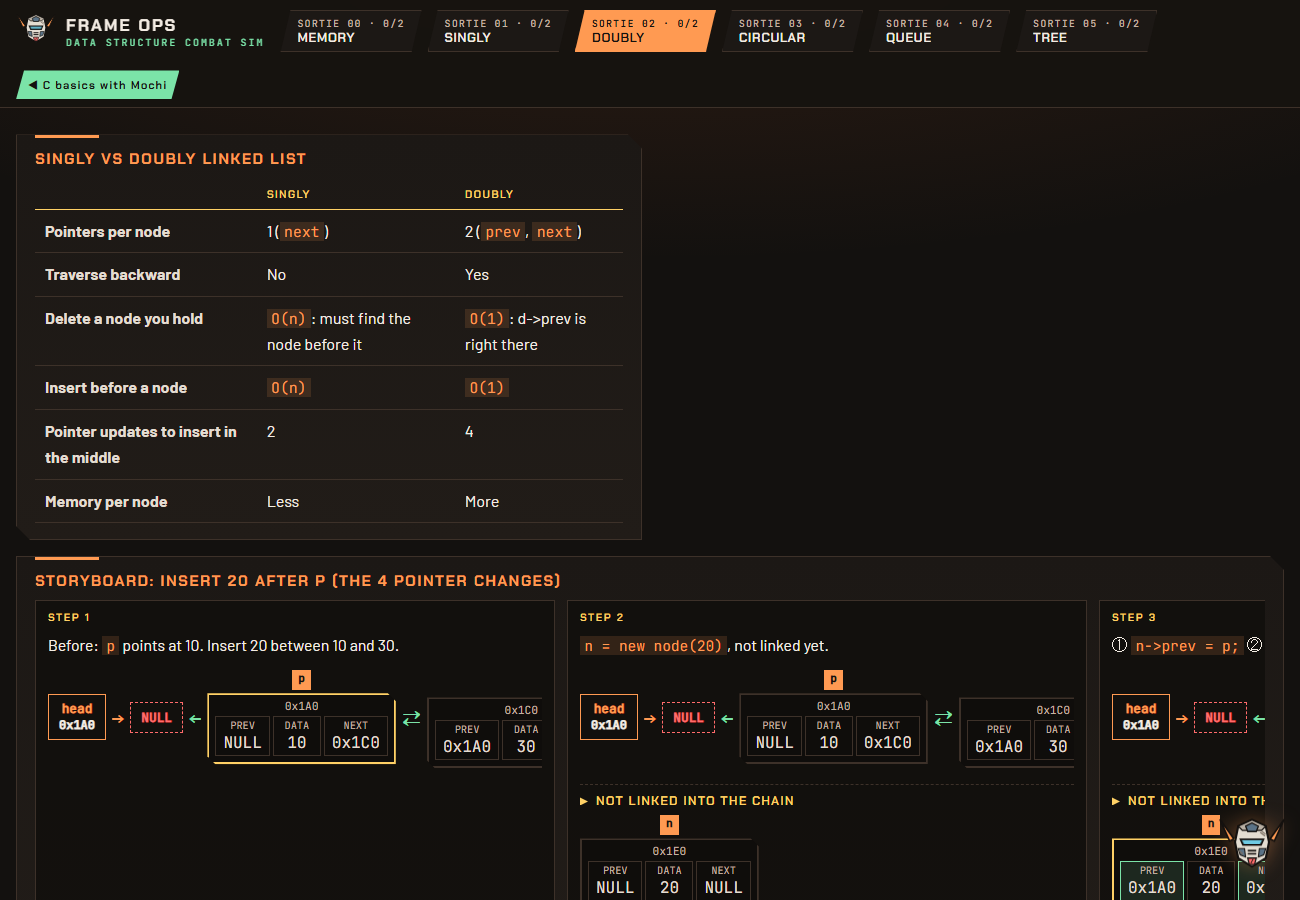 FRAME OPS
DATA STRUCTURE COMBAT SIM
SORTIE 00 · 0/2
MEMORY
SORTIE 01 · 0/2
SINGLY
SORTIE 02 · 0/2
DOUBLY
SORTIE 03 · 0/2
CIRCULAR
SORTIE 04 · 0/2
QUEUE
SORTIE 05 · 0/2
TREE
◀ C basics with Mochi
SINGLY VS DOUBLY LINKED LIST
SINGLY DOUBLY
Pointers per node 1 ( next ) 2 ( prev , next )
Traverse backward No Yes
Delete a node you hold O(n) : must find the O(1) : d->prev is
node before it right there
Insert before a node O(n) O(1)
Pointer updates to insert in 2 4
the middle
Memory per node Less More
STORYBOARD: INSERT 20 AFTER P (THE 4 POINTER CHANGES)
STEP 1
Before: p points at 10. Insert 20 between 10 and 30.
p
head
0x1A0
NULL
0x1A0
PREV DATA NEXT
NULL 10 0x1C0
0x1C0
PREV DATA
0x1A0 30
STEP 2
n = new node(20) , not linked yet.
p
head
0x1A0
NULL
0x1A0
PREV DATA NEXT
NULL 10 0x1C0
0x1C0
PREV DATA
0x1A0 30
▶ NOT LINKED INTO THE CHAIN
n
0x1E0
PREV DATA NEXT
NULL 20 NULL
STEP 3
① n->prev = p; ②
head
0x1A0
NULL
▶ NOT LINKED INTO TH
n
0x1E0
PREV DATA
0x1A0 20 0x